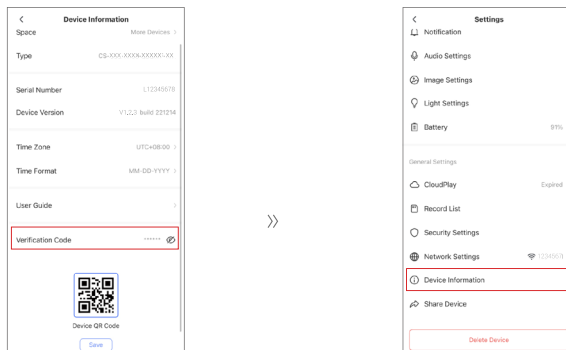 Device Information
Space More Devices
Type CS-XXX-XXXX-XXXXX\-XX
Serial Number L12345678
Device Version V1.2.3 build 221214
Time Zone UTC+08:00
Time Format MM-DD-YYYY
User Guide
Verification Code ······
Device QR Code
Save
Settings
Notification
Audio Settings
Image Settings
Light Settings
Battery 91%
General Settings
CloudPlay Expired
Record List
Security Settings
Network Settings
Device Information
Share Device
Delete Device